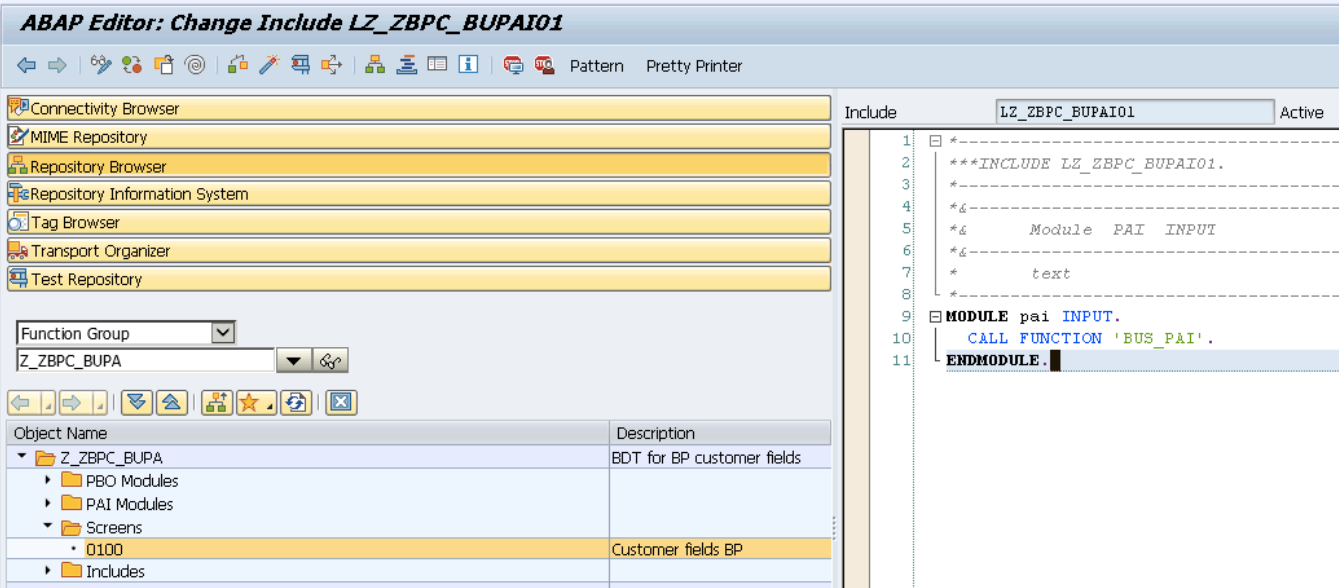 ABAP Editor: Change Include LZ_ZBPC_BUPAI01
Pattern Pretty Printer
Connectivity Browser
MIME Repository
Repository Browser
Repository Information System
Tag Browser
Transport Organizer
Test Repository
Function Group
Z_ZBPC_BUPA
Object Name Description
Z_ZBPC_BUPA BDT for BP customer fields
PBO Modules
PAI Modules
Screens
0100 Customer fields BP
Includes
Include LZ_ZBPC_BUPAI01 Active
1 *----------------------------------------
2 ***INCLUDE LZ_ZBPC_BUPAI01.
3 *----------------------------------------
4 *&---------------------------------------
5 *& Module PAI INPUT
6 *&---------------------------------------
7 * text
8 *----------------------------------------
9 MODULE pai INPUT.
10 CALL FUNCTION 'BUS_PAI'.
11 ENDMODULE.